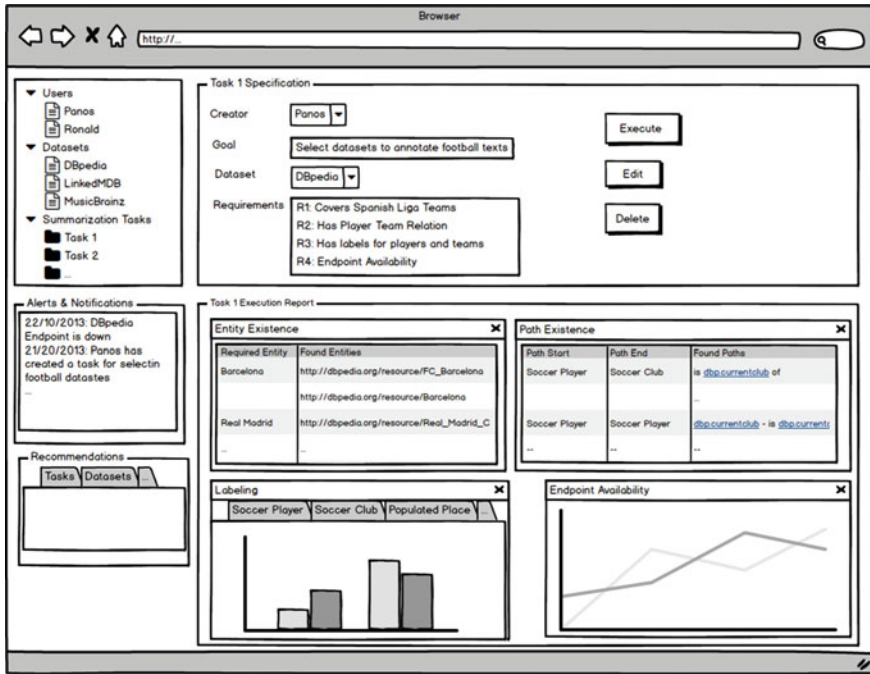 Browser
http://...
Users
Panos
Ronald
Datasets
DBpedia
LinkedMDB
MusicBrainz
Summarization Tasks
Task 1
Task 2
...
Task 1 Specification
Creator
Panos
Goal
Select datasets to annotate football texts
Dataset
DBpedia
Requirements
R1: Covers Spanish Liga Teams
R2: Has Player Team Relation
R3: Has labels for players and teams
R4: Endpoint Availability
Execute
Edit
Delete
Alerts & Notifications
22/10/2013: DBpedia
Endpoint is down
21/20/2013: Panos has
created a task for selectin
football datastes
...
Recommendations
Tasks Datasets ...
Task 1 Execution Report
Entity Existence
Required Entity Found Entities
Barcelona http://dbpedia.org/resource/FC_Barcelona
http://dbpedia.org/resource/Barcelona
Real Madrid http://dbpedia.org/resource/Real_Madrid_C
... ...
Path Existence
Path Start Path End Found Paths
Soccer Player Soccer Club is dbp:currentclub of
...
Soccer Player Soccer Player dbp:currentclub - is dbp:currentc
... ... ...
Labeling
Soccer Player Soccer Club Populated Place ...
Endpoint Availability